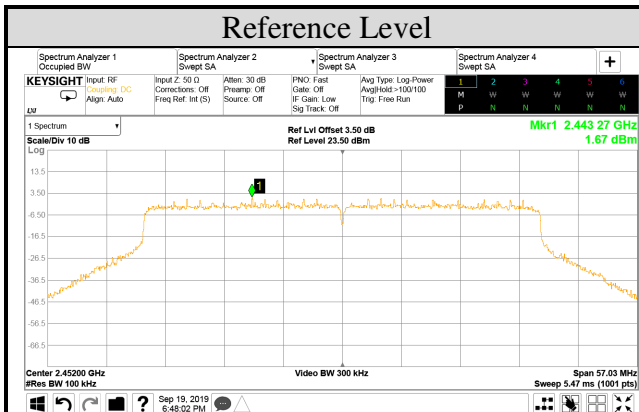 Reference Level
Spectrum Analyzer 1
Occupied BW
Spectrum Analyzer 2
Swept SA
Spectrum Analyzer 3
Swept SA
Spectrum Analyzer 4
Swept SA
+
KEYSIGHT
LXI
Input: RF
Coupling: DC
Align: Auto
Input Z: 50 Ω
Corrections: Off
Freq Ref: Int (S)
Atten: 30 dB
Preamp: Off
Source: Off
PNO: Fast
Gate: Off
IF Gain: Low
Sig Track: Off
Avg Type: Log-Power
Avg|Hold:>100/100
Trig: Free Run
1 2 3 4 5 6
M W W W W W
P N N N N N
1 Spectrum
Scale/Div 10 dB
Ref Lvl Offset 3.50 dB
Ref Level 23.50 dBm
Mkr1 2.443 27 GHz
1.67 dBm
Log
13.5
3.50
-6.50
-16.5
-26.5
-36.5
-46.5
-56.5
-66.5
1
Center 2.45200 GHz
#Res BW 100 kHz
Video BW 300 kHz
Span 57.03 MHz
Sweep 5.47 ms (1001 pts)
?
Sep 19, 2019
6:48:02 PM